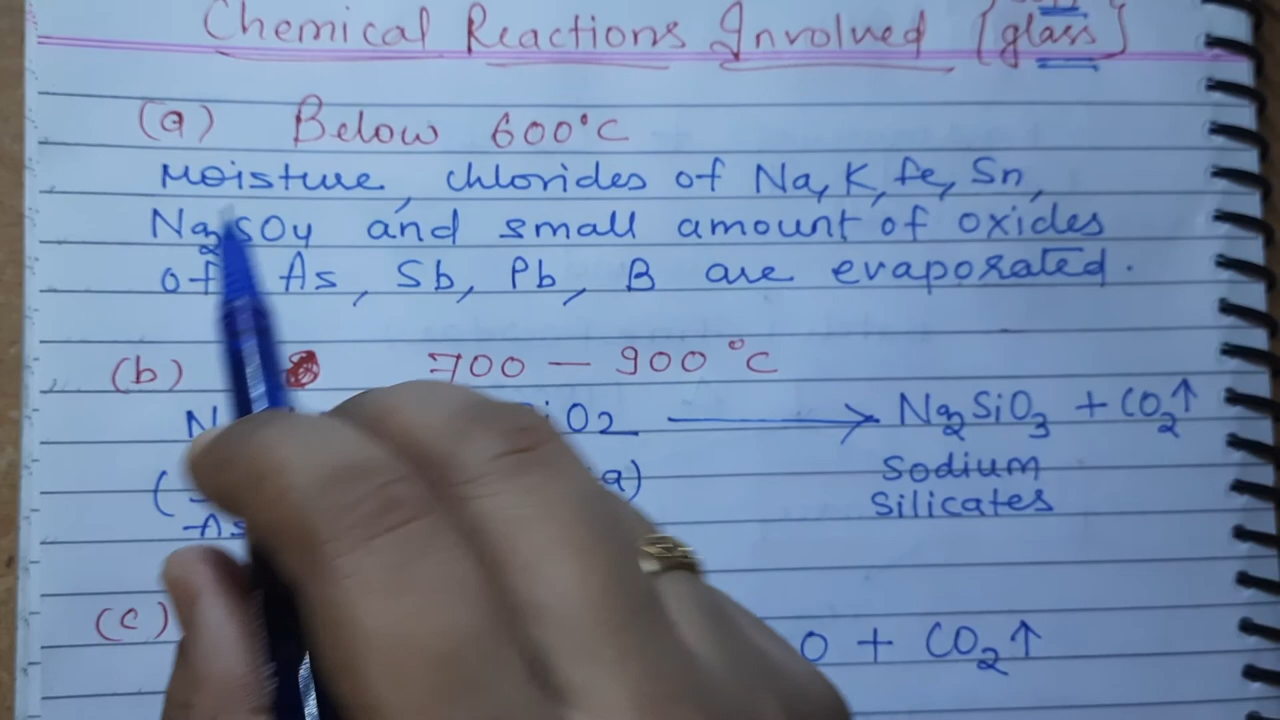 Chemical Reactions Involved (glass)
(a) Below 600°C
Moisture, chlorides of Na, K, Fe, Sn,
Na2SO4 and small amount of oxides
of As, Sb, Pb, B are evaporated.
(b) 700 – 900°C
iO2 ⟶ Na2SiO3 + CO2↑
Sodium
Silicates
(c) O + CO2↑